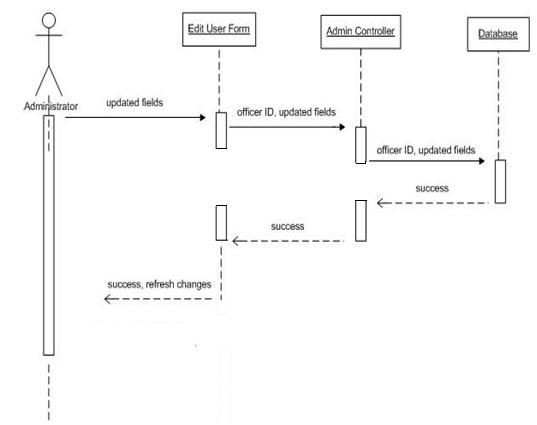 Edit User Form
Admin Controller
Database
Administrator
updated fields
officer ID, updated fields
officer ID, updated fields
success
success
success, refresh changes